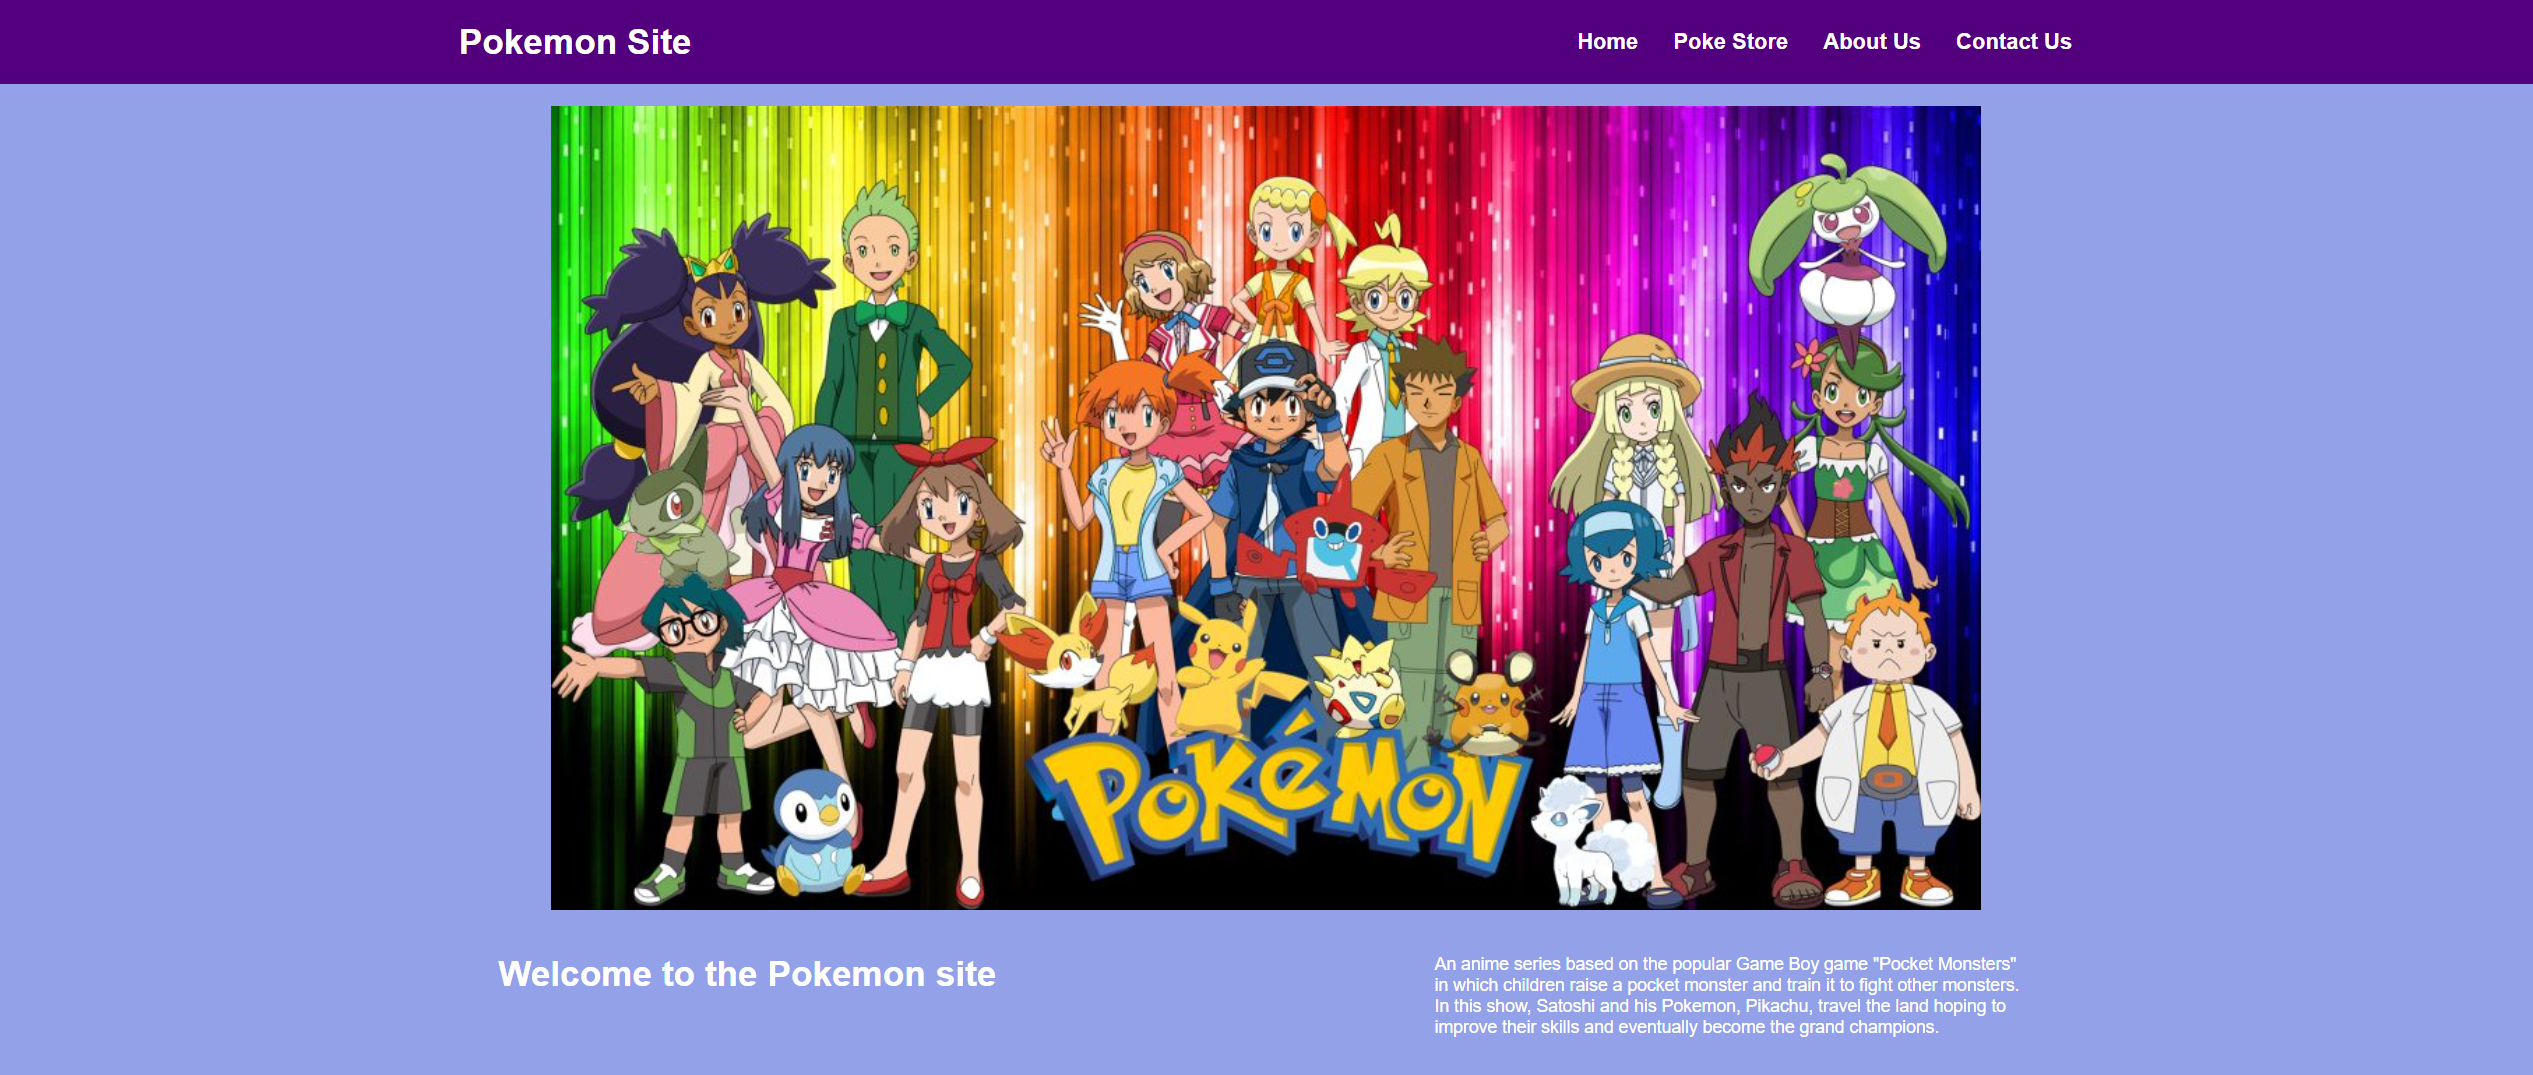 Pokemon Site
Home Poke Store About Us Contact Us
POKéMON
Welcome to the Pokemon site
An anime series based on the popular Game Boy game "Pocket Monsters"
in which children raise a pocket monster and train it to fight other monsters.
In this show, Satoshi and his Pokemon, Pikachu, travel the land hoping to
improve their skills and eventually become the grand champions.